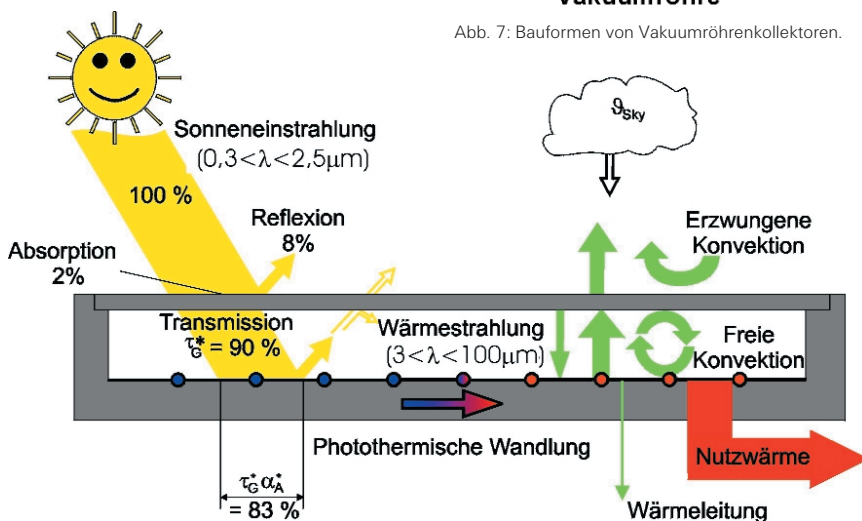 Vakuumröhre
Abb. 7: Bauformen von Vakuumröhrenkollektoren.
ϑSky
Sonneneinstrahlung
(0,3<λ<2,5µm)
100 %
Reflexion
8%
Erzwungene
Konvektion
Absorption
2%
Transmission
τG* = 90 %
Wärmestrahlung
(3<λ<100µm)
Freie
Konvektion
Photothermische Wandlung
Nutzwärme
τG* αA*
= 83 %
Wärmeleitung